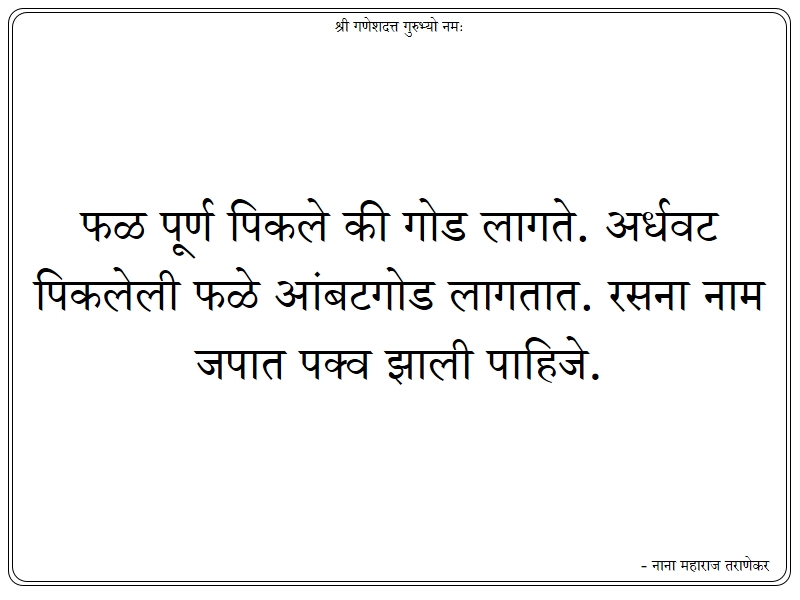 श्री गणेशदत्त गुरुभ्यो नमः
फळ पूर्ण पिकले की गोड लागते. अर्धवट
पिकलेली फळे आंबटगोड लागतात. रसना नाम
जपात पक्व झाली पाहिजे.
- नाना महाराज तराणेकर